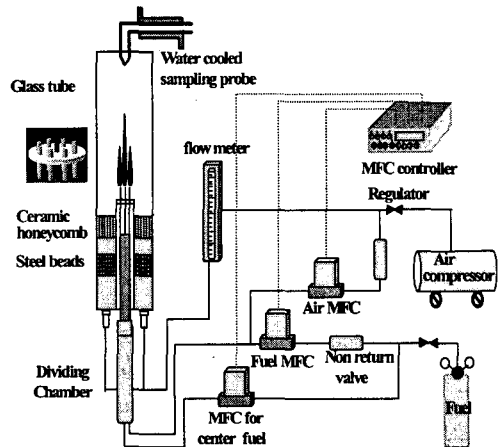 Water cooled
sampling probe
Glass tube
flow meter
MFC controller
Regulator
Ceramic
honeycomb
Steel beads
Air
compressor
Air MFC
Fuel MFC
Non return
valve
Dividing
Chamber
MFC for
center fuel
Fuel